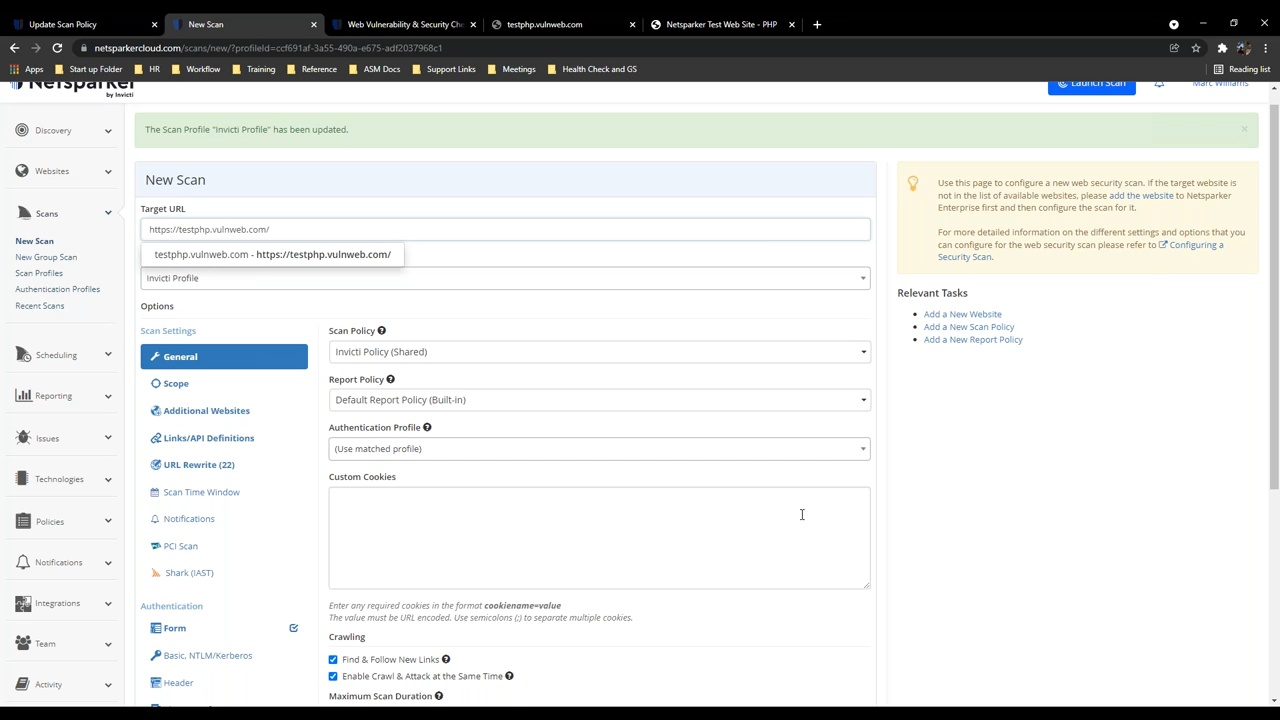 Update Scan Policy
New Scan
Web Vulnerability & Security Che
testphp.vulnweb.com
Netsparker Test Web Site - PHP
netsparkercloud.com/scans/new/?profileId=ccf691af-3a55-490a-e675-adf2037968c1
Apps
Start up Folder
HR
Workflow
Training
Reference
ASM Docs
Support Links
Meetings
Health Check and GS
Reading list
Netsparker
by Invicti
Launch Scan
Marc Williams
Discovery
Websites
Scans
New Scan
New Group Scan
Scan Profiles
Authentication Profiles
Recent Scans
Scheduling
Reporting
Issues
Technologies
Policies
Notifications
Integrations
Team
Activity
The Scan Profile "Invicti Profile" has been updated.
New Scan
Target URL
https://testphp.vulnweb.com/
testphp.vulnweb.com - https://testphp.vulnweb.com/
Invicti Profile
Options
Scan Settings
General
Scope
Additional Websites
Links/API Definitions
URL Rewrite (22)
Scan Time Window
Notifications
PCI Scan
Shark (IAST)
Authentication
Form
Basic, NTLM/Kerberos
Header
Scan Policy
Invicti Policy (Shared)
Report Policy
Default Report Policy (Built-in)
Authentication Profile
(Use matched profile)
Custom Cookies
Enter any required cookies in the format cookiename=value
The value must be URL encoded. Use semicolons (;) to separate multiple cookies.
Crawling
Find & Follow New Links
Enable Crawl & Attack at the Same Time
Maximum Scan Duration
Use this page to configure a new web security scan. If the target website is
not in the list of available websites, please add the website to Netsparker
Enterprise first and then configure the scan for it.
For more detailed information on the different settings and options that you
can configure for the web security scan please refer to Configuring a
Security Scan.
Relevant Tasks
Add a New Website
Add a New Scan Policy
Add a New Report Policy